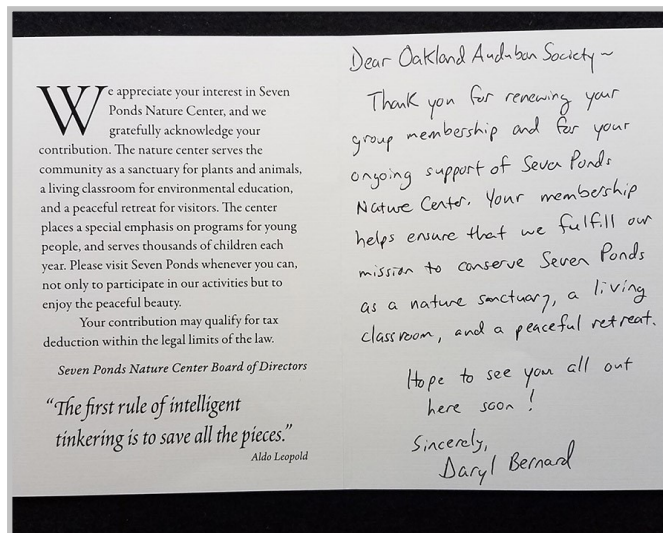 We appreciate your interest in Seven
Ponds Nature Center, and we
gratefully acknowledge your
contribution. The nature center serves the
community as a sanctuary for plants and animals,
a living classroom for environmental education,
and a peaceful retreat for visitors. The center
places a special emphasis on programs for young
people, and serves thousands of children each
year. Please visit Seven Ponds whenever you can,
not only to participate in our activities but to
enjoy the peaceful beauty.
Your contribution may qualify for tax
deduction within the legal limits of the law.
Seven Ponds Nature Center Board of Directors
“The first rule of intelligent
tinkering is to save all the pieces.”
Aldo Leopold
Dear Oakland Audubon Society ~
Thank you for renewing your
group membership and for your
ongoing support of Seven Ponds
Nature Center. Your membership
helps ensure that we fulfill our
mission to conserve Seven Ponds
as a nature sanctuary, a living
classroom, and a peaceful retreat.
Hope to see you all out
here soon!
Sincerely,
Daryl Bernard